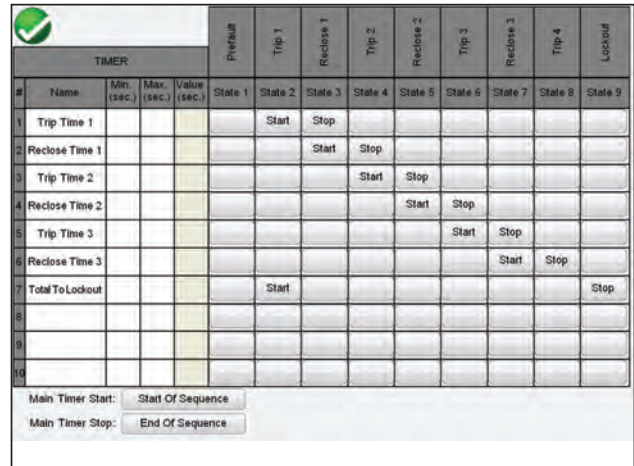 Prefault Trip 1 Reclose 1 Trip 2 Reclose 2 Trip 3 Reclose 3 Trip 4 Lockout
TIMER
# Name Min. (sec.) Max. (sec.) Value (sec.) State 1 State 2 State 3 State 4 State 5 State 6 State 7 State 8 State 9
1 Trip Time 1 Start Stop
2 Reclose Time 1 Start Stop
3 Trip Time 2 Start Stop
4 Reclose Time 2 Start Stop
5 Trip Time 3 Start Stop
6 Reclose Time 3 Start Stop
7 Total To Lockout Start Stop
8
9
10
Main Timer Start: Start Of Sequence
Main Timer Stop: End Of Sequence